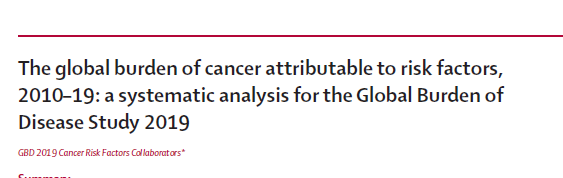 The global burden of cancer attributable to risk factors,
2010–19: a systematic analysis for the Global Burden of
Disease Study 2019
GBD 2019 Cancer Risk Factors Collaborators*